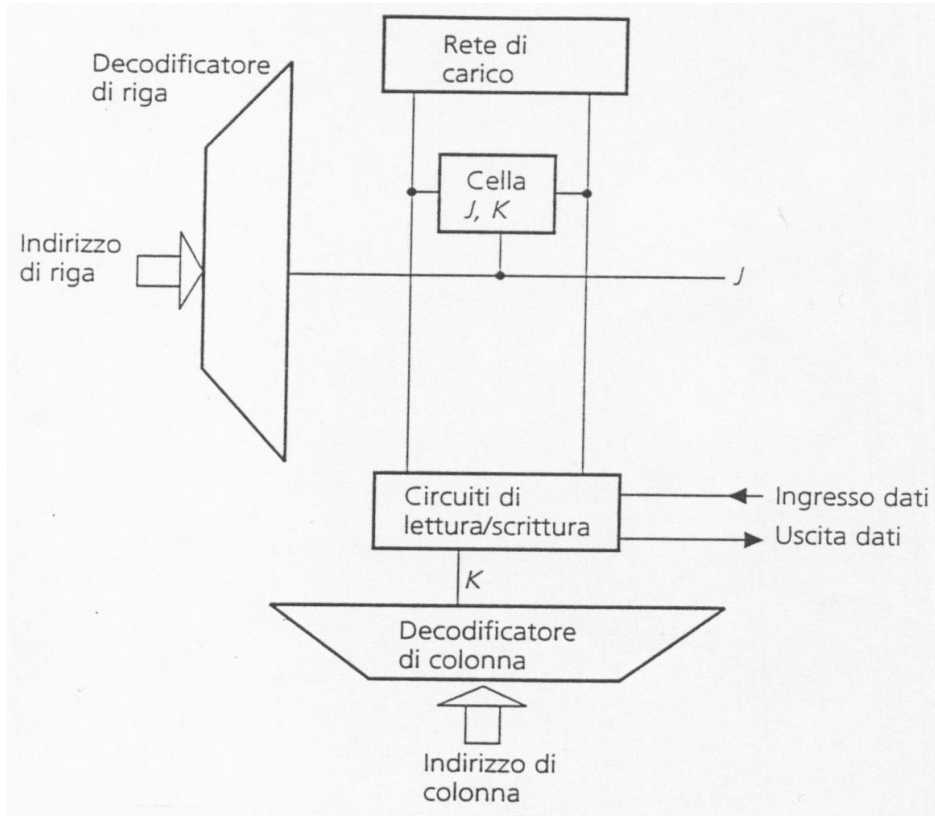 Rete di
carico
Decodificatore
di riga
Cella
J, K
Indirizzo
di riga
J
Circuiti di
lettura/scrittura
Ingresso dati
Uscita dati
K
Decodificatore
di colonna
Indirizzo di
colonna